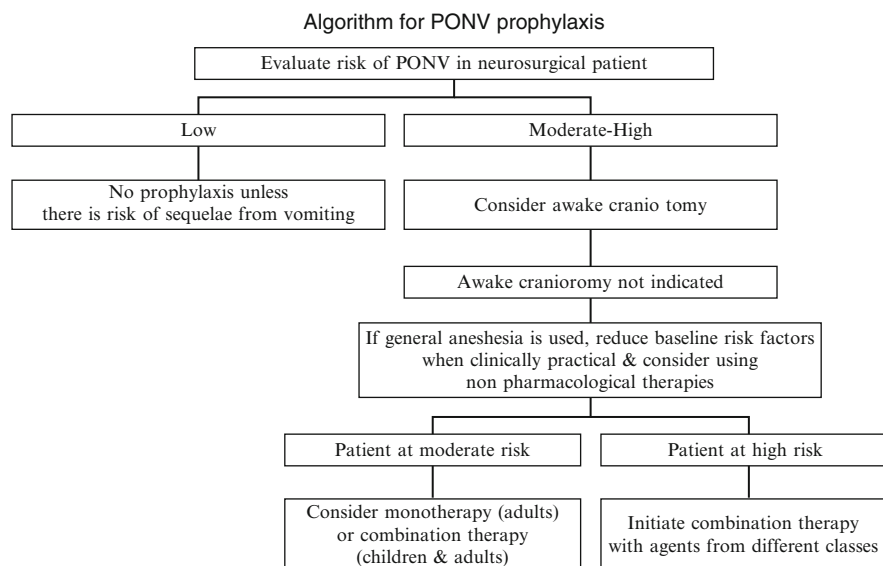 Algorithm for PONV prophylaxis
Evaluate risk of PONV in neurosurgical patient
Low
Moderate-High
No prophylaxis unless
there is risk of sequelae from vomiting
Consider awake cranio tomy
Awake cranioromy not indicated
If general aneshesia is used, reduce baseline risk factors
when clinically practical & consider using
non pharmacological therapies
Patient at moderate risk
Patient at high risk
Consider monotherapy (adults)
or combination therapy
(children & adults)
Initiate combination therapy
with agents from different classes